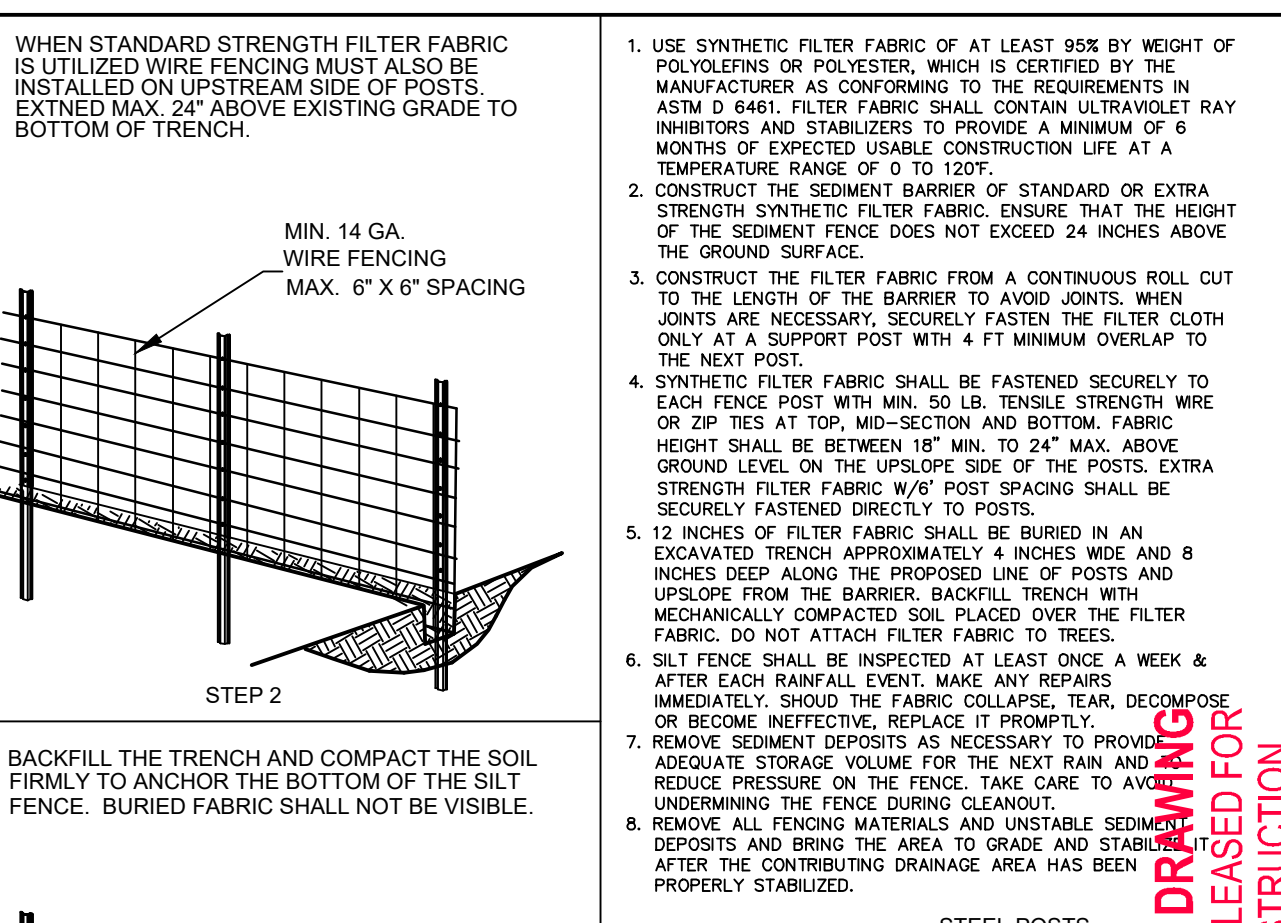 WHEN STANDARD STRENGTH FILTER FABRIC
IS UTILIZED WIRE FENCING MUST ALSO BE
INSTALLED ON UPSTREAM SIDE OF POSTS.
EXTNED MAX. 24" ABOVE EXISTING GRADE TO
BOTTOM OF TRENCH.
MIN. 14 GA.
WIRE FENCING
MAX. 6" X 6" SPACING
STEP 2
BACKFILL THE TRENCH AND COMPACT THE SOIL
FIRMLY TO ANCHOR THE BOTTOM OF THE SILT
FENCE. BURIED FABRIC SHALL NOT BE VISIBLE.
1. USE SYNTHETIC FILTER FABRIC OF AT LEAST 95% BY WEIGHT OF
POLYOLEFINS OR POLYESTER, WHICH IS CERTIFIED BY THE
MANUFACTURER AS CONFORMING TO THE REQUIREMENTS IN
ASTM D 6461. FILTER FABRIC SHALL CONTAIN ULTRAVIOLET RAY
INHIBITORS AND STABILIZERS TO PROVIDE A MINIMUM OF 6
MONTHS OF EXPECTED USABLE CONSTRUCTION LIFE AT A
TEMPERATURE RANGE OF 0 TO 120°F.
2. CONSTRUCT THE SEDIMENT BARRIER OF STANDARD OR EXTRA
STRENGTH SYNTHETIC FILTER FABRIC. ENSURE THAT THE HEIGHT
OF THE SEDIMENT FENCE DOES NOT EXCEED 24 INCHES ABOVE
THE GROUND SURFACE.
3. CONSTRUCT THE FILTER FABRIC FROM A CONTINUOUS ROLL CUT
TO THE LENGTH OF THE BARRIER TO AVOID JOINTS. WHEN
JOINTS ARE NECESSARY, SECURELY FASTEN THE FILTER CLOTH
ONLY AT A SUPPORT POST WITH 4 FT MINIMUM OVERLAP TO
THE NEXT POST.
4. SYNTHETIC FILTER FABRIC SHALL BE FASTENED SECURELY TO
EACH FENCE POST WITH MIN. 50 LB. TENSILE STRENGTH WIRE
OR ZIP TIES AT TOP, MID-SECTION AND BOTTOM. FABRIC
HEIGHT SHALL BE BETWEEN 18" MIN. TO 24" MAX. ABOVE
GROUND LEVEL ON THE UPSLOPE SIDE OF THE POSTS. EXTRA
STRENGTH FILTER FABRIC W/6' POST SPACING SHALL BE
SECURELY FASTENED DIRECTLY TO POSTS.
5. 12 INCHES OF FILTER FABRIC SHALL BE BURIED IN AN
EXCAVATED TRENCH APPROXIMATELY 4 INCHES WIDE AND 8
INCHES DEEP ALONG THE PROPOSED LINE OF POSTS AND
UPSLOPE FROM THE BARRIER. BACKFILL TRENCH WITH
MECHANICALLY COMPACTED SOIL PLACED OVER THE FILTER
FABRIC. DO NOT ATTACH FILTER FABRIC TO TREES.
6. SILT FENCE SHALL BE INSPECTED AT LEAST ONCE A WEEK &
AFTER EACH RAINFALL EVENT. MAKE ANY REPAIRS
IMMEDIATELY. SHOUD THE FABRIC COLLAPSE, TEAR, DECOMPOSE
OR BECOME INEFFECTIVE, REPLACE IT PROMPTLY.
7. REMOVE SEDIMENT DEPOSITS AS NECESSARY TO PROVIDE
ADEQUATE STORAGE VOLUME FOR THE NEXT RAIN AND TO
REDUCE PRESSURE ON THE FENCE. TAKE CARE TO AVOID
UNDERMINING THE FENCE DURING CLEANOUT.
8. REMOVE ALL FENCING MATERIALS AND UNSTABLE SEDIMENT
DEPOSITS AND BRING THE AREA TO GRADE AND STABILIZE IT
AFTER THE CONTRIBUTING DRAINAGE AREA HAS BEEN
PROPERLY STABILIZED.
STEEL POSTS
DRAWING
LEASED FOR
STRUCTION